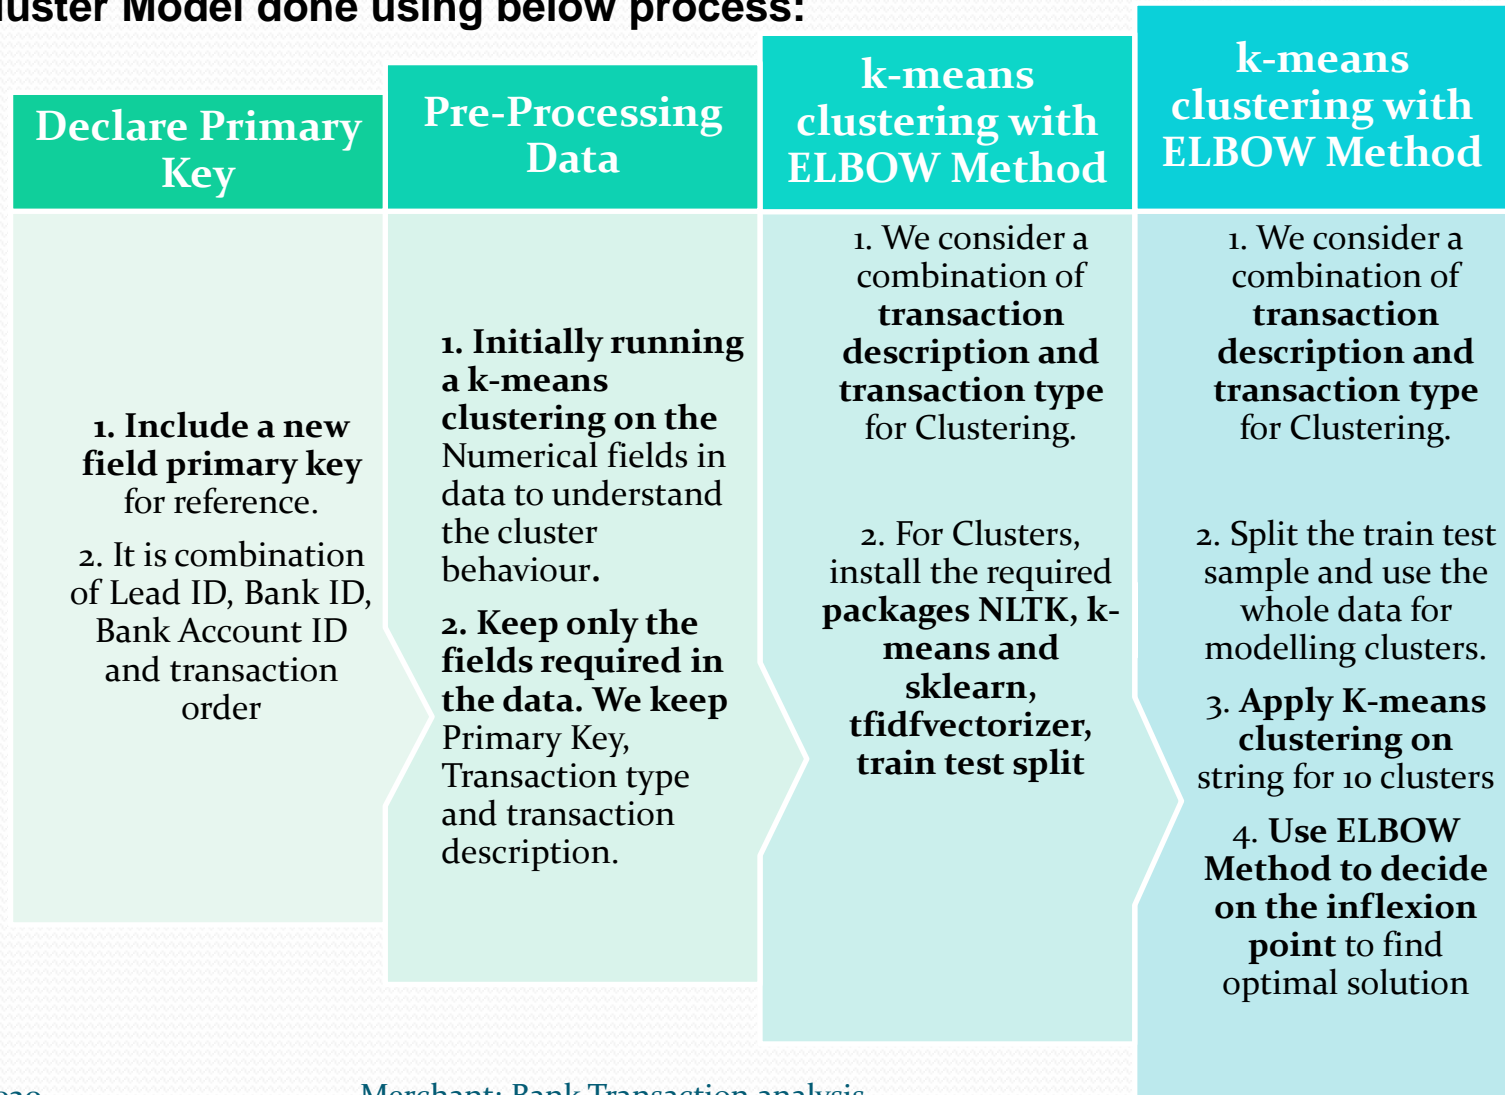 Cluster Model done using below process:
Declare Primary
Key
1. Include a new
field primary key
for reference.
2. It is combination
of Lead ID, Bank ID,
Bank Account ID
and transaction
order
Pre-Processing
Data
1. Initially running
a k-means
clustering on the
Numerical fields in
data to understand
the cluster
behaviour.
2. Keep only the
fields required in
the data. We keep
Primary Key,
Transaction type
and transaction
description.
k-means
clustering with
ELBOW Method
1. We consider a
combination of
transaction
description and
transaction type
for Clustering.
2. For Clusters,
install the required
packages NLTK, k-
means and
sklearn,
tfidfvectorizer,
train test split
k-means
clustering with
ELBOW Method
1. We consider a
combination of
transaction
description and
transaction type
for Clustering.
2. Split the train test
sample and use the
whole data for
modelling clusters.
3. Apply K-means
clustering on
string for 10 clusters
4. Use ELBOW
Method to decide
on the inflexion
point to find
optimal solution
Merchant: Bank Transaction analysis